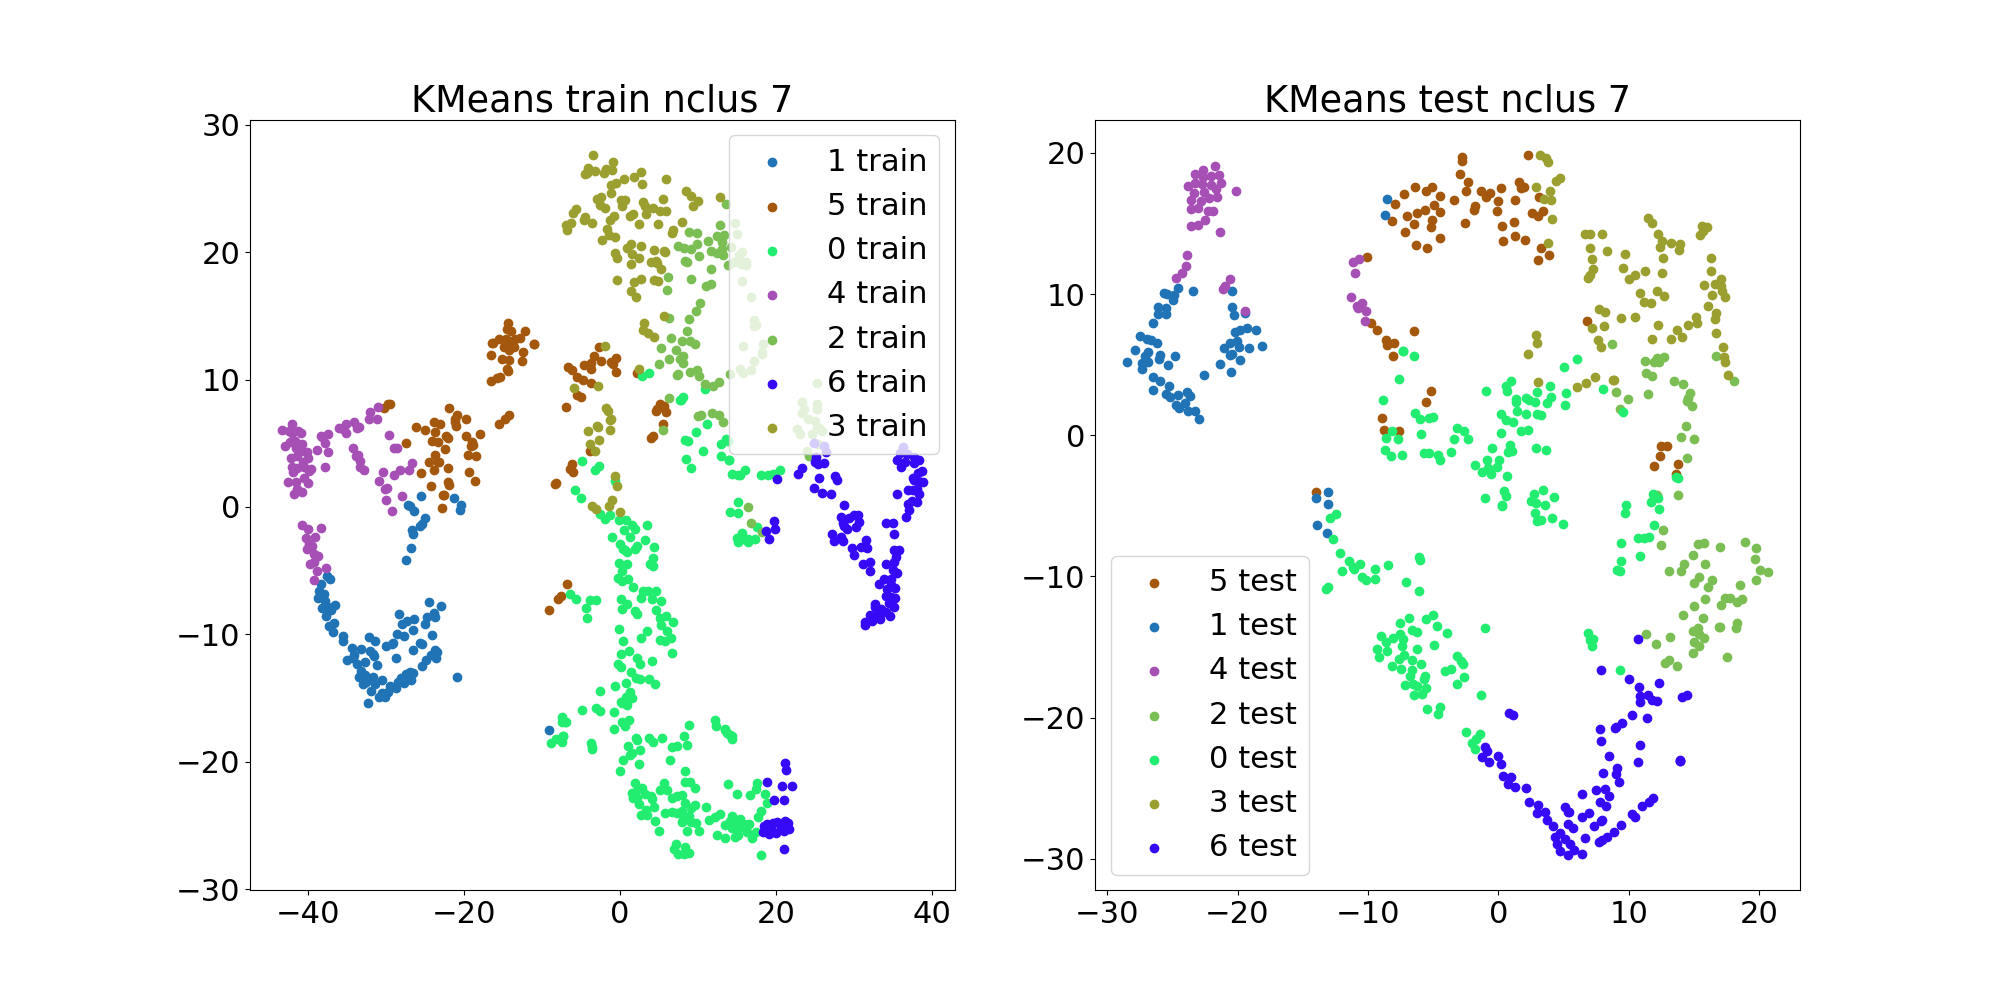 KMeans train nclus 7
30
20
10
0
−10
−20
−30
−40
−20
0
20
40
1 train
5 train
0 train
4 train
2 train
6 train
3 train
KMeans test nclus 7
20
10
0
−10
−20
−30
−30
−20
−10
0
10
20
5 test
1 test
4 test
2 test
0 test
3 test
6 test